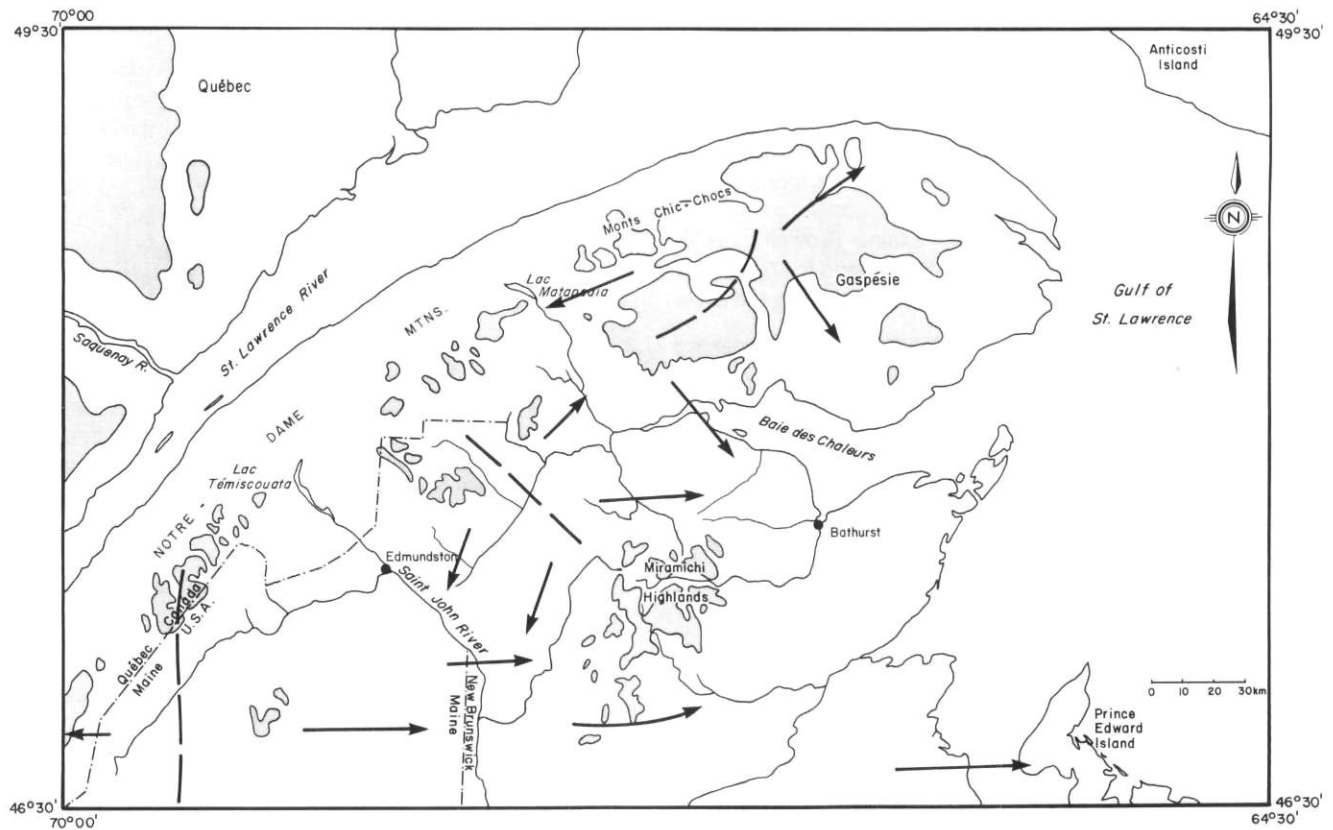 70°00
64°30'
49°30'
49°30'
Anticosti
Island
Québec
Monts Chic-Chocs
N
Lac
Matapedia
Gaspésie
Gulf of
St. Lawrence
St. Lawrence River
MTNS.
Saguenay R.
DAME
Baie des Chaleurs
Lac
Témiscouata
NOTRE -
Bathurst
Edmundston
Miramichi
Highlands
Saint John River
Canada
U.S.A.
Québec
Maine
New Brunswick
Maine
0 10 20 30km
Prince
Edward
Island
46°30'
46°30'
70°00'
64°30'